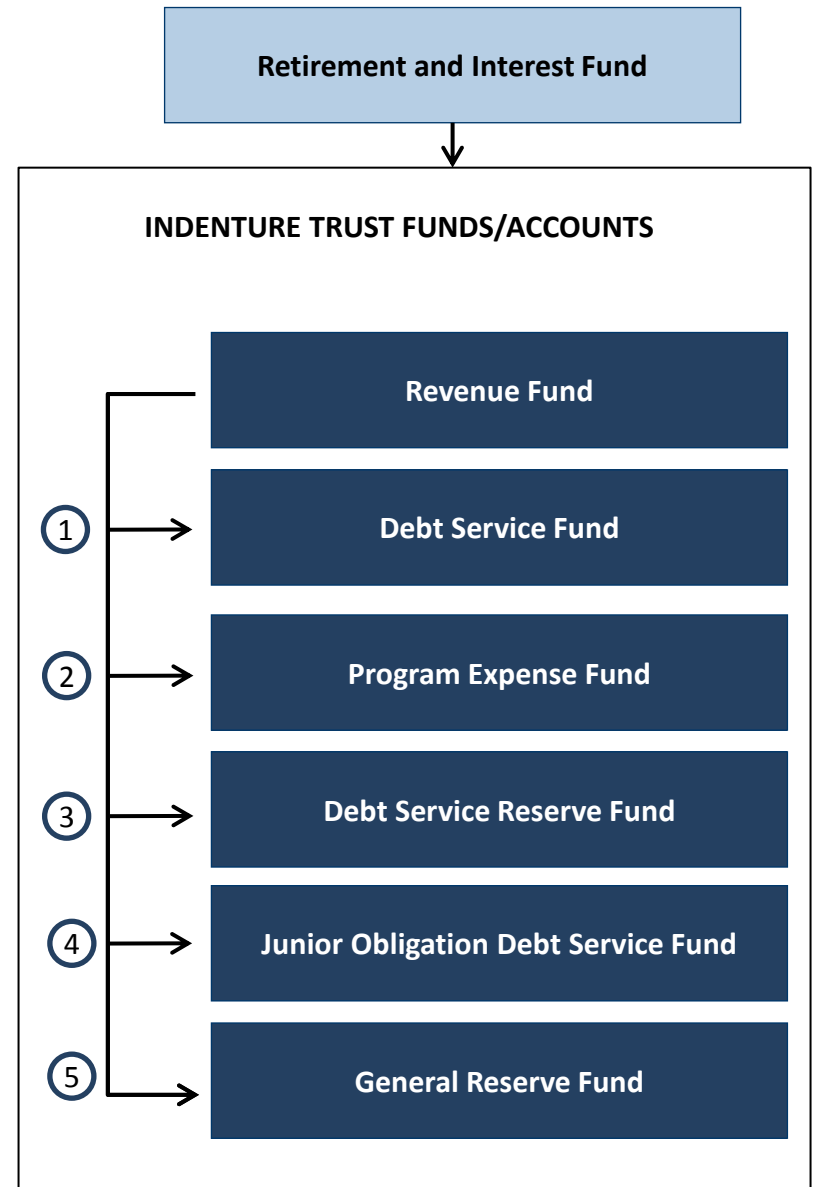 Retirement and Interest Fund
INDENTURE TRUST FUNDS/ACCOUNTS
Revenue Fund
1
Debt Service Fund
2
Program Expense Fund
3
Debt Service Reserve Fund
4
Junior Obligation Debt Service Fund
5
General Reserve Fund